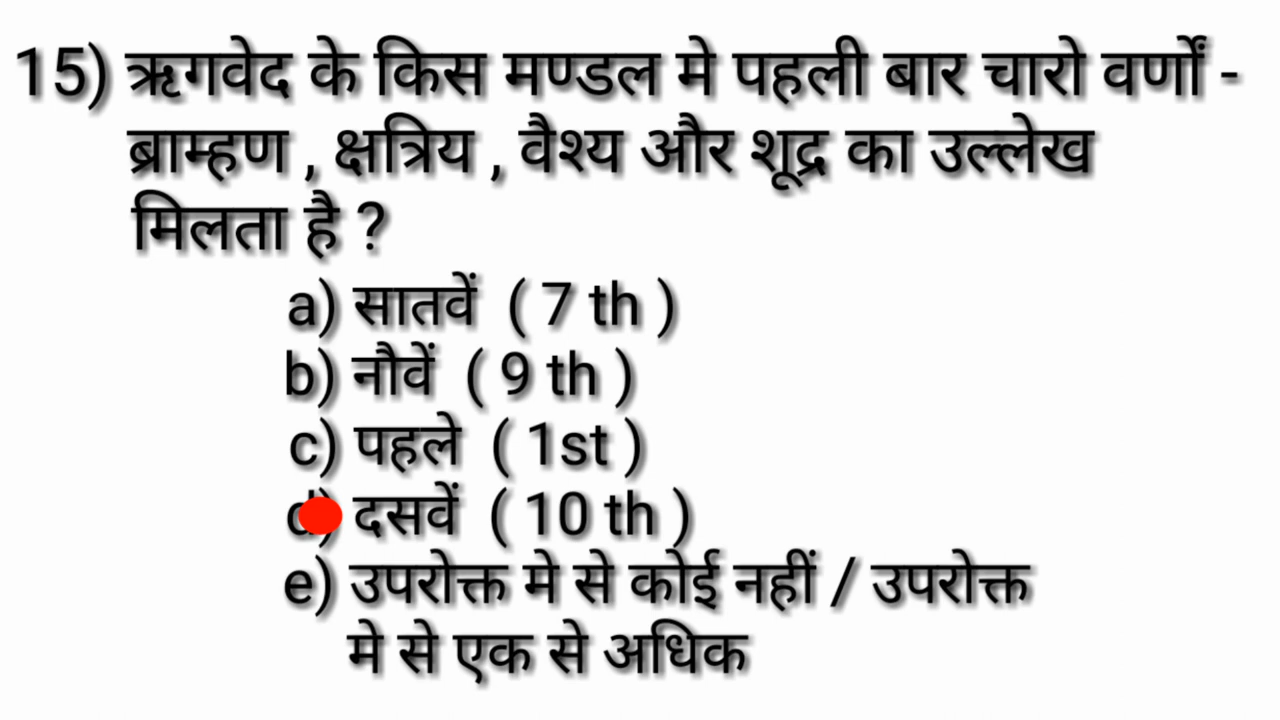 15) ऋगवेद के किस मण्डल मे पहली बार चारो वर्णों -
ब्राम्हण , क्षत्रिय , वैश्य और शूद्र का उल्लेख
मिलता है ?
a) सातवें ( 7 th )
b) नौवें ( 9 th )
c) पहले ( 1st )
d) दसवें ( 10 th )
e) उपरोक्त मे से कोई नहीं / उपरोक्त
मे से एक से अधिक